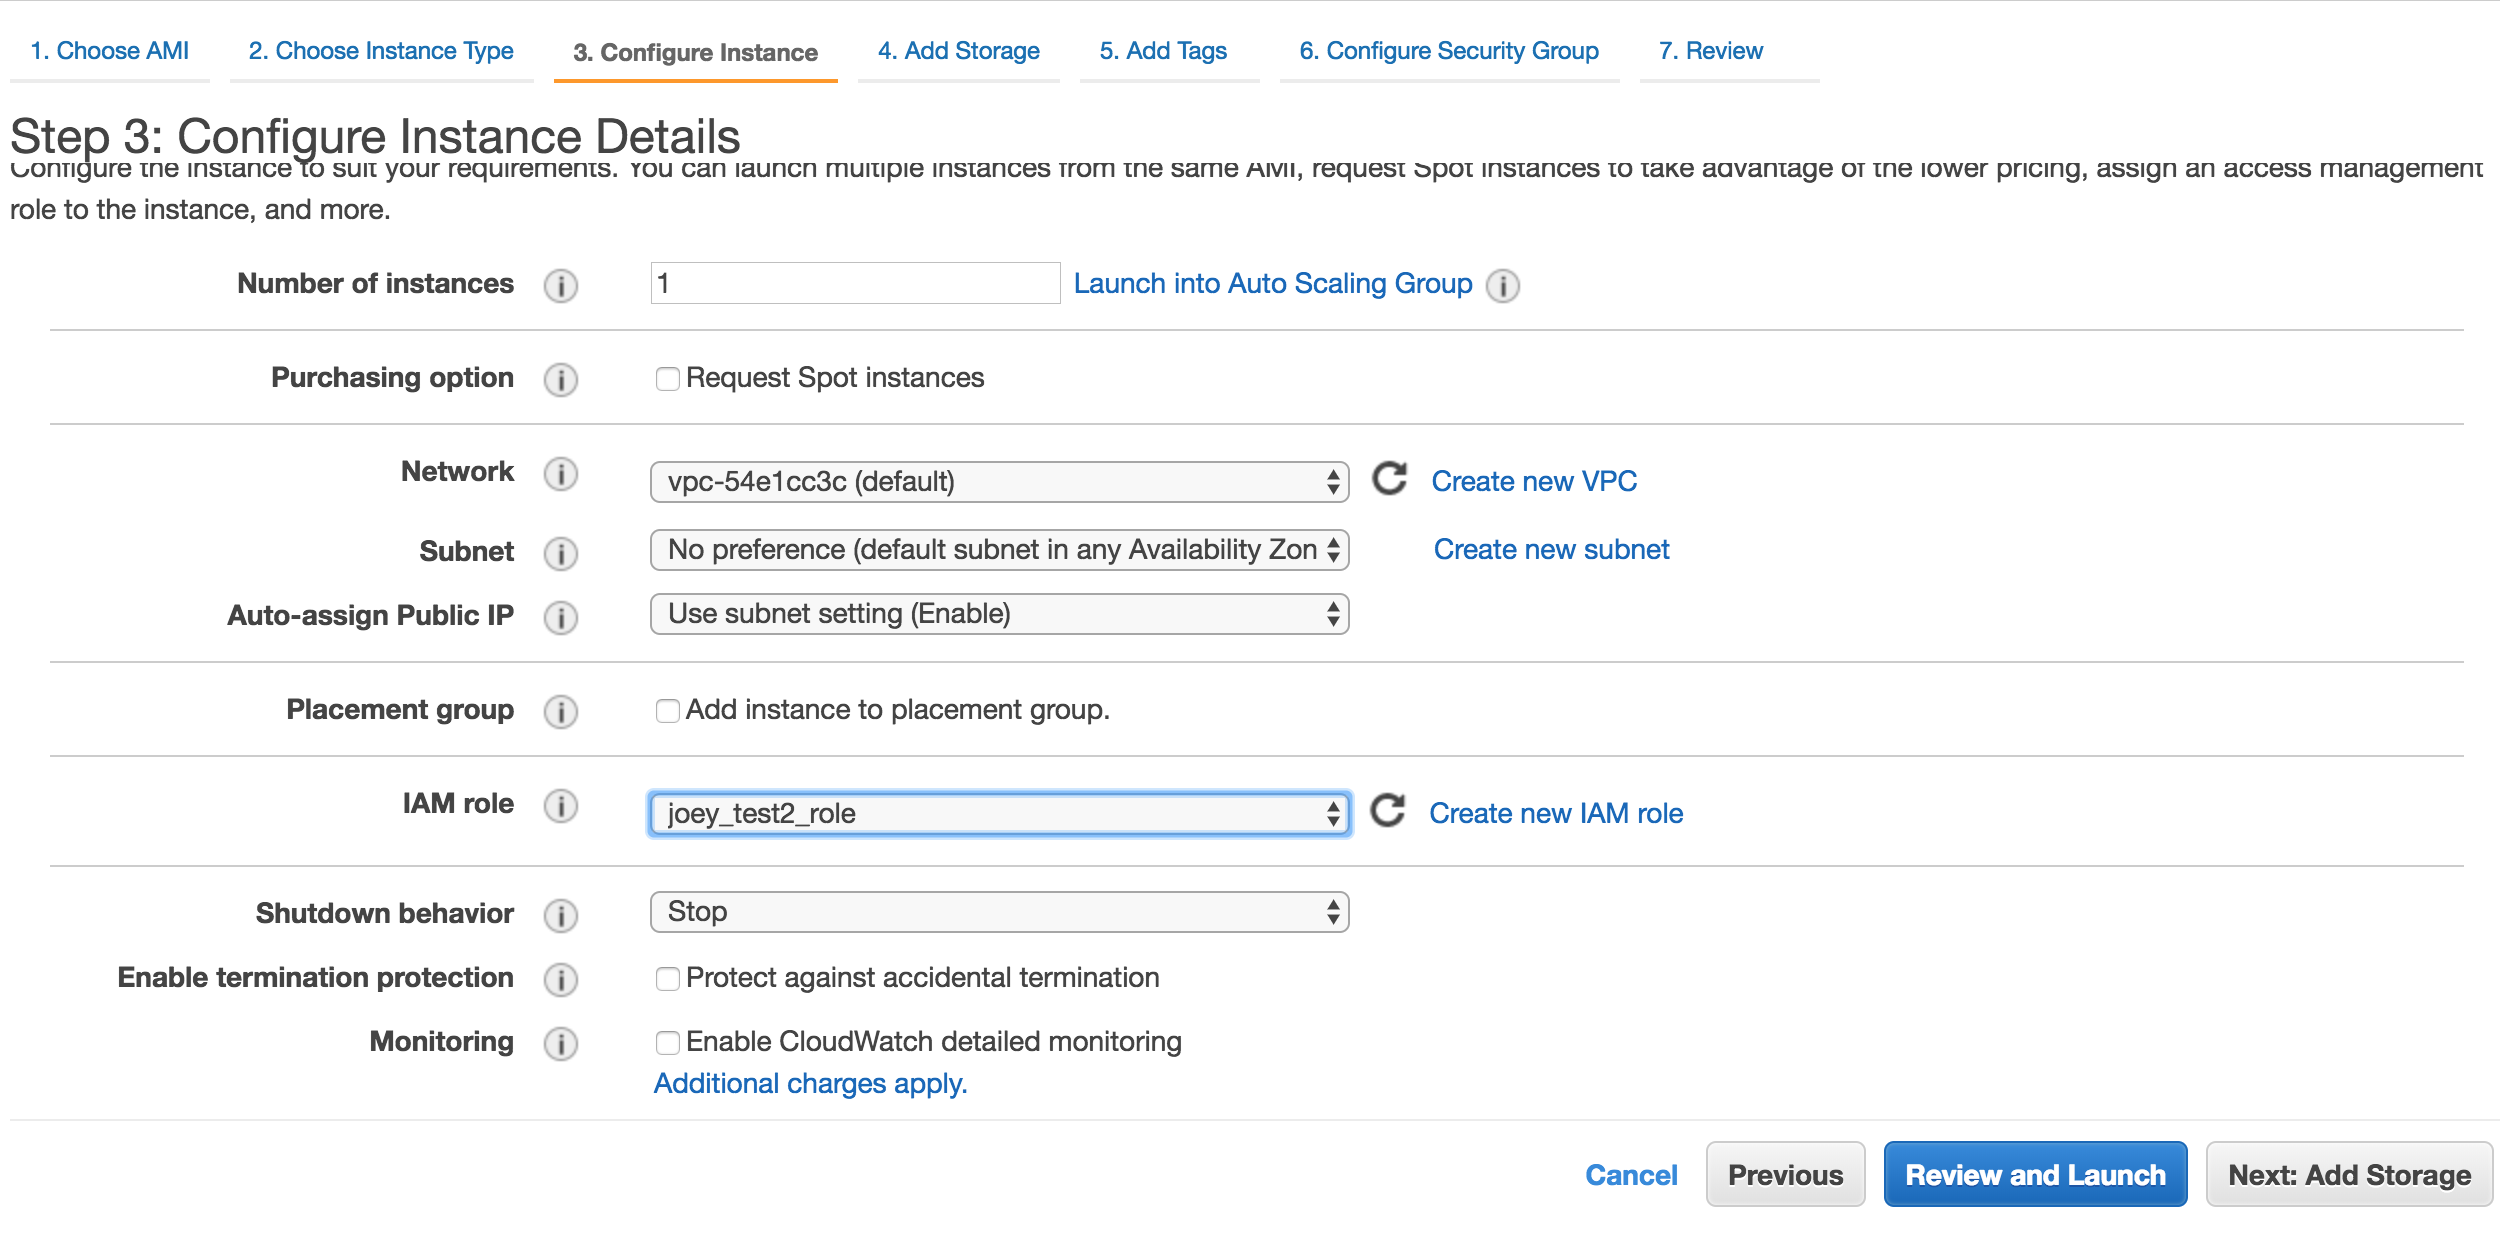 1. Choose AMI 2. Choose Instance Type 3. Configure Instance 4. Add Storage 5. Add Tags 6. Configure Security Group 7. Review
Step 3: Configure Instance Details
Configure the instance to suit your requirements. You can launch multiple instances from the same AMI, request Spot instances to take advantage of the lower pricing, assign an access management
role to the instance, and more.
Number of instances 1 Launch into Auto Scaling Group
Purchasing option Request Spot instances
Network vpc-54e1cc3c (default) Create new VPC
Subnet No preference (default subnet in any Availability Zon Create new subnet
Auto-assign Public IP Use subnet setting (Enable)
Placement group Add instance to placement group.
IAM role joey_test2_role Create new IAM role
Shutdown behavior Stop
Enable termination protection Protect against accidental termination
Monitoring Enable CloudWatch detailed monitoring
Additional charges apply.
Cancel Previous Review and Launch Next: Add Storage